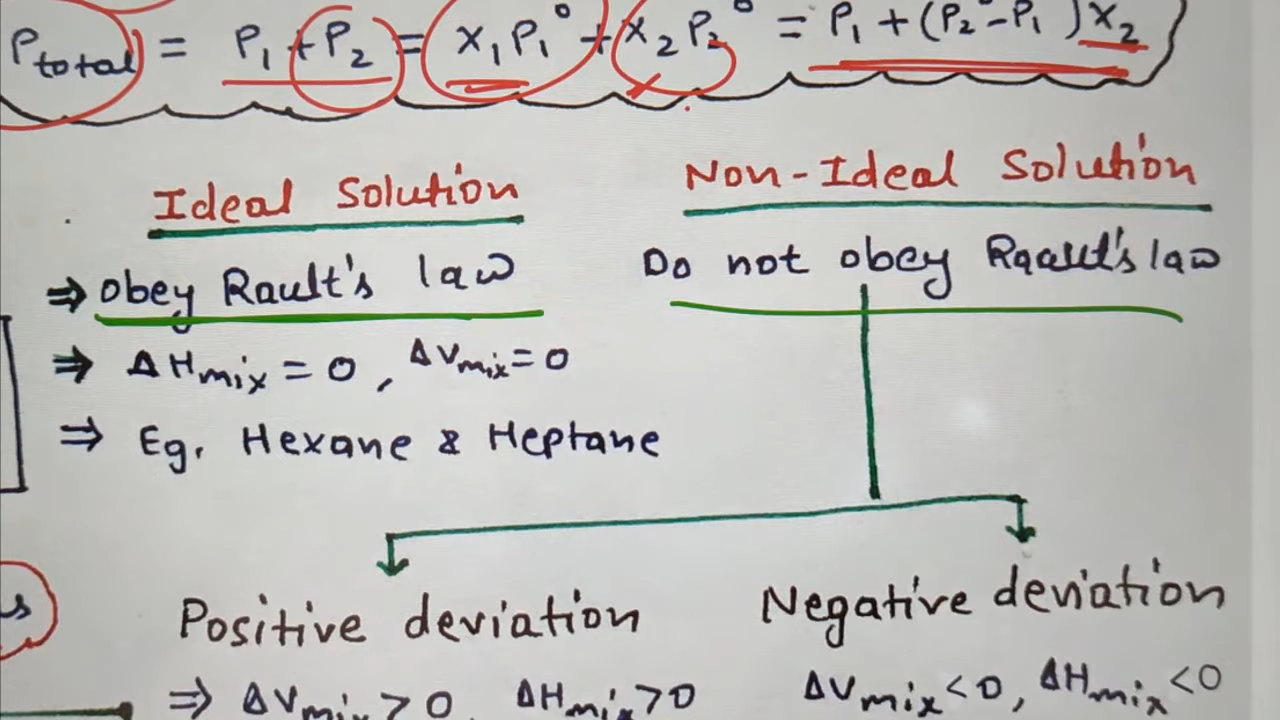 Ptotal = P₁ + P₂ = x₁P₁° + x₂P₂° = P₁ + (P₂°-P₁ )x₂
Ideal Solution
⇒ obey Rault's law
⇒ ΔHmix = 0 , ΔVmix = 0
⇒ Eg. Hexane & Heptane
Non-Ideal Solution
Do not obey Raault's law
Positive deviation
⇒ ΔVmix > 0 ΔHmix > 0
Negative deviation
ΔVmix < 0, ΔHmix < 0